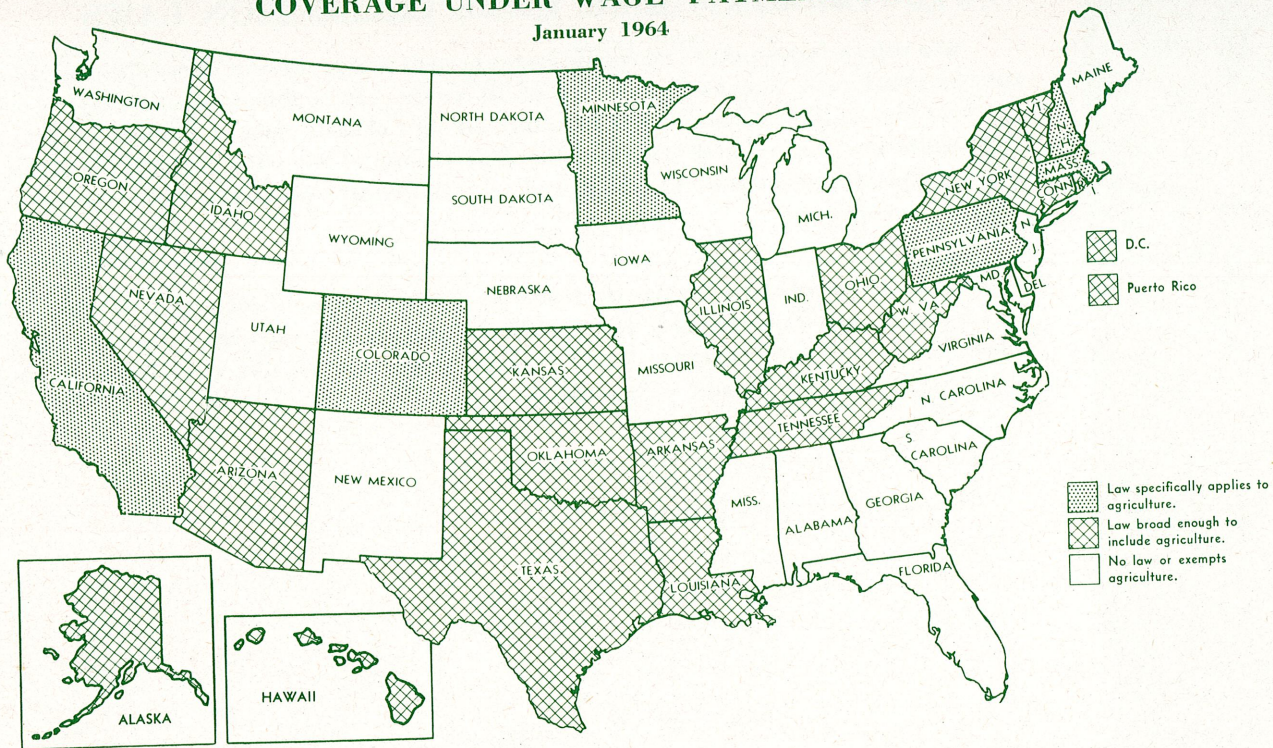 COVERAGE UNDER WAGE
January 1964
WASHINGTON
MONTANA
NORTH DAKOTA
MINNESOTA
MAINE
OREGON
IDAHO
WYOMING
SOUTH DAKOTA
WISCONSIN
MICH.
NEW YORK
VT.
N.
MASS.
CONN
R
I
NEVADA
UTAH
COLORADO
NEBRASKA
IOWA
ILLINOIS
IND.
OHIO
PENNSYLVANIA
N
J
MD
DEL
W. VA.
VIRGINIA
CALIFORNIA
KANSAS
MISSOURI
KENTUCKY
N CAROLINA
TENNESSEE
ARIZONA
NEW MEXICO
OKLAHOMA
ARKANSAS
S
CAROLINA
MISS.
ALABAMA
GEORGIA
TEXAS
LOUISIANA
FLORIDA
ALASKA
HAWAII
D.C.
Puerto Rico
Law specifically applies to
agriculture.
Law broad enough to
include agriculture.
No law or exempts
agriculture.